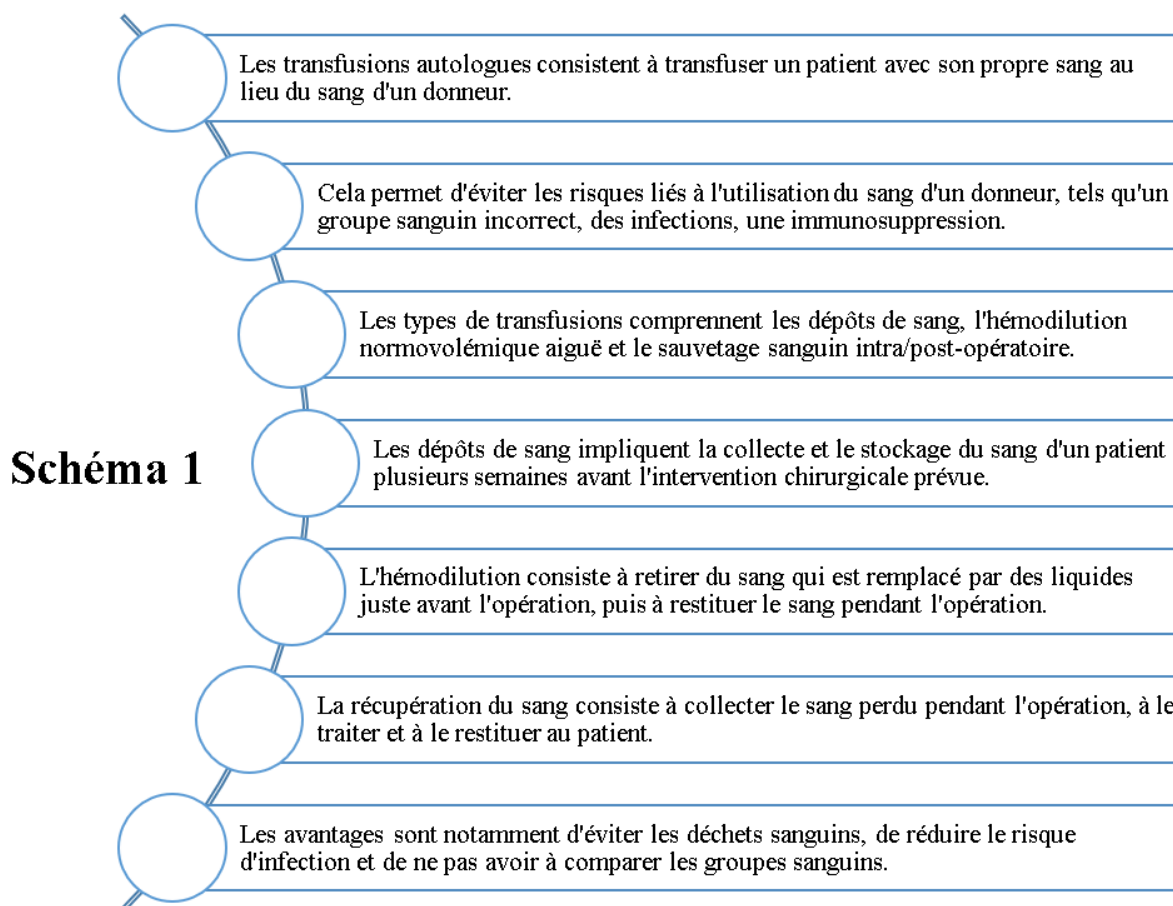 Les transfusions autologues consistent à transfuser un patient avec son propre sang au
lieu du sang d'un donneur.
Cela permet d'éviter les risques liés à l'utilisation du sang d'un donneur, tels qu'un
groupe sanguin incorrect, des infections, une immunosuppression.
Les types de transfusions comprennent les dépôts de sang, l'hémodilution
normovolémique aiguë et le sauvetage sanguin intra/post-opératoire.
Schéma 1
Les dépôts de sang impliquent la collecte et le stockage du sang d'un patient
plusieurs semaines avant l'intervention chirurgicale prévue.
L'hémodilution consiste à retirer du sang qui est remplacé par des liquides
juste avant l'opération, puis à restituer le sang pendant l'opération.
La récupération du sang consiste à collecter le sang perdu pendant l'opération, à le
traiter et à le restituer au patient.
Les avantages sont notamment d'éviter les déchets sanguins, de réduire le risque
d'infection et de ne pas avoir à comparer les groupes sanguins.